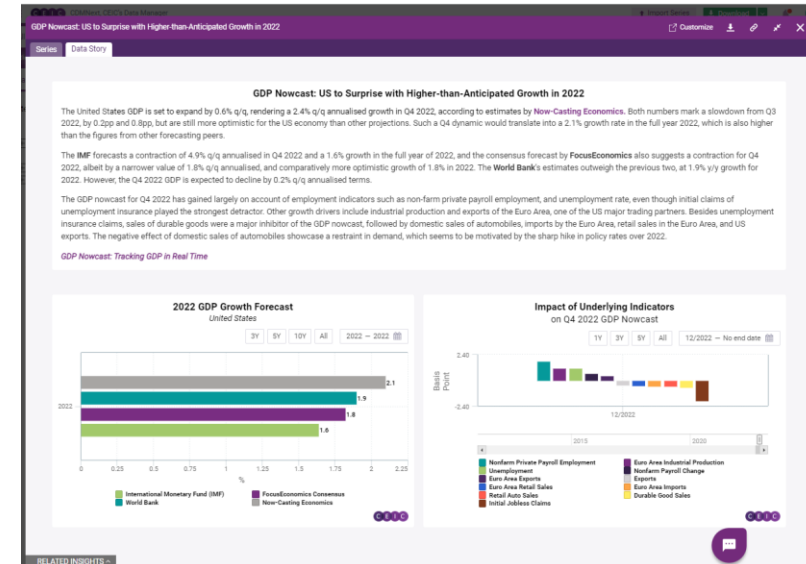 CEIC CDMNext: CEIC's Data Manager
Import Series
Download
GDP Nowcast: US to Surprise with Higher-than-Anticipated Growth in 2022
Customize
Series
Data Story
GDP Nowcast: US to Surprise with Higher-than-Anticipated Growth in 2022
The United States GDP is set to expand by 0.6% q/q, rendering a 2.4% q/q annualised growth in Q4 2022, according to estimates by Now-Casting Economics. Both numbers mark a slowdown from Q3
2022, by 0.2pp and 0.8pp, but are still more optimistic for the US economy than other projections. Such a Q4 dynamic would translate into a 2.1% growth rate in the full year 2022, which is also higher
than the figures from other forecasting peers.
The IMF forecasts a contraction of 4.9% q/q annualised in Q4 2022 and a 1.6% growth in the full year of 2022, and the consensus forecast by FocusEconomics also suggests a contraction for Q4
2022, albeit by a narrower value of 1.8% q/q annualised, and comparatively more optimistic growth of 1.8% in 2022. The World Bank's estimates outweigh the previous two, at 1.9% y/y growth for
2022. However, the Q4 2022 GDP is expected to decline by 0.2% q/q annualised terms.
The GDP nowcast for Q4 2022 has gained largely on account of employment indicators such as non-farm private payroll employment, and unemployment rate, even though initial claims of
unemployment insurance played the strongest detractor. Other growth drivers include industrial production and exports of the Euro Area, one of the US major trading partners. Besides unemployment
insurance claims, sales of durable goods were a major inhibitor of the GDP nowcast, followed by domestic sales of automobiles, imports by the Euro Area, retail sales in the Euro Area, and US
exports. The negative effect of domestic sales of automobiles showcase a restraint in demand, which seems to be motivated by the sharp hike in policy rates over 2022.
GDP Nowcast: Tracking GDP in Real Time
2022 GDP Growth Forecast
United States
3Y 5Y 10Y All 2022 – 2022
2.1
1.9
2022
1.8
1.6
0 0.25 0.5 0.75 1 1.25 1.5 1.75 2 2.25
%
International Monetary Fund (IMF)
FocusEconomics Consensus
World Bank
Now-Casting Economics
CEIC
Impact of Underlying Indicators
on Q4 2022 GDP Nowcast
1Y 3Y 5Y All 12/2022 – No end date
2.40
Basis Point
-2.40
12/2022
2015 2020
Nonfarm Private Payroll Employment
Euro Area Industrial Production
Unemployment
Nonfarm Payroll Change
Euro Area Exports
Exports
Euro Area Retail Sales
Euro Area Imports
Retail Auto Sales
Durable Good Sales
Initial Jobless Claims
CEIC
RELATED INSIGHTS